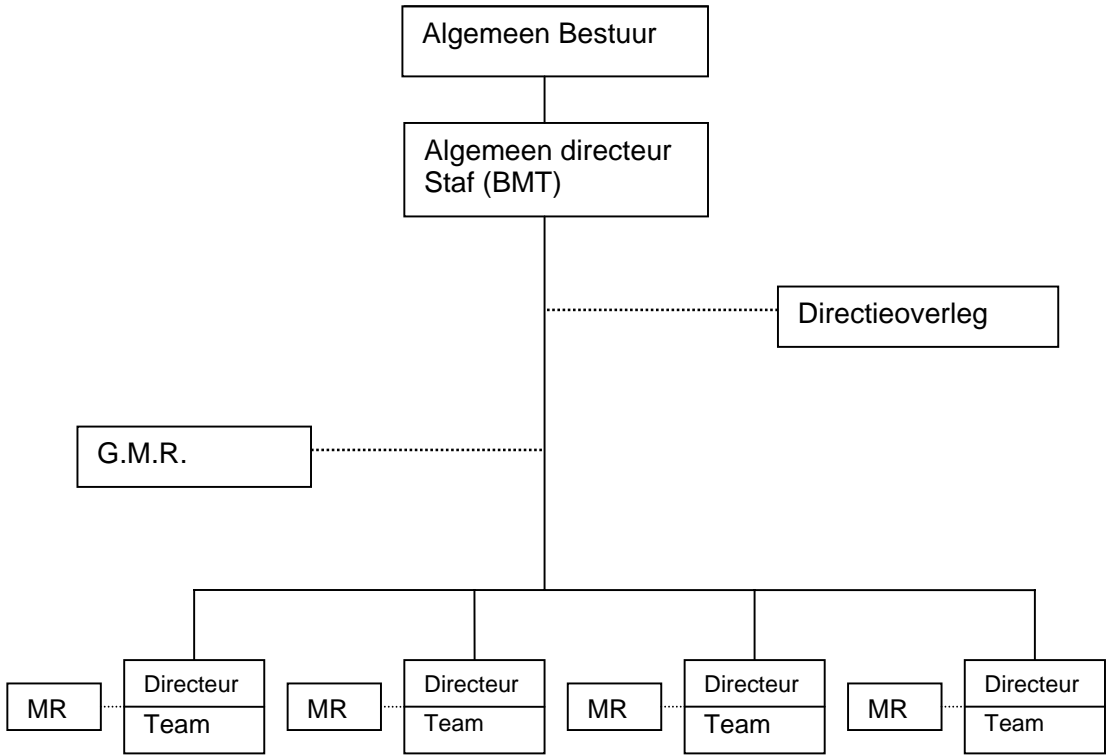 Algemeen Bestuur
Algemeen directeur
Staf (BMT)
Directieoverleg
G.M.R.
MR
Directeur
Team
MR
Directeur
Team
MR
Directeur
Team
MR
Directeur
Team